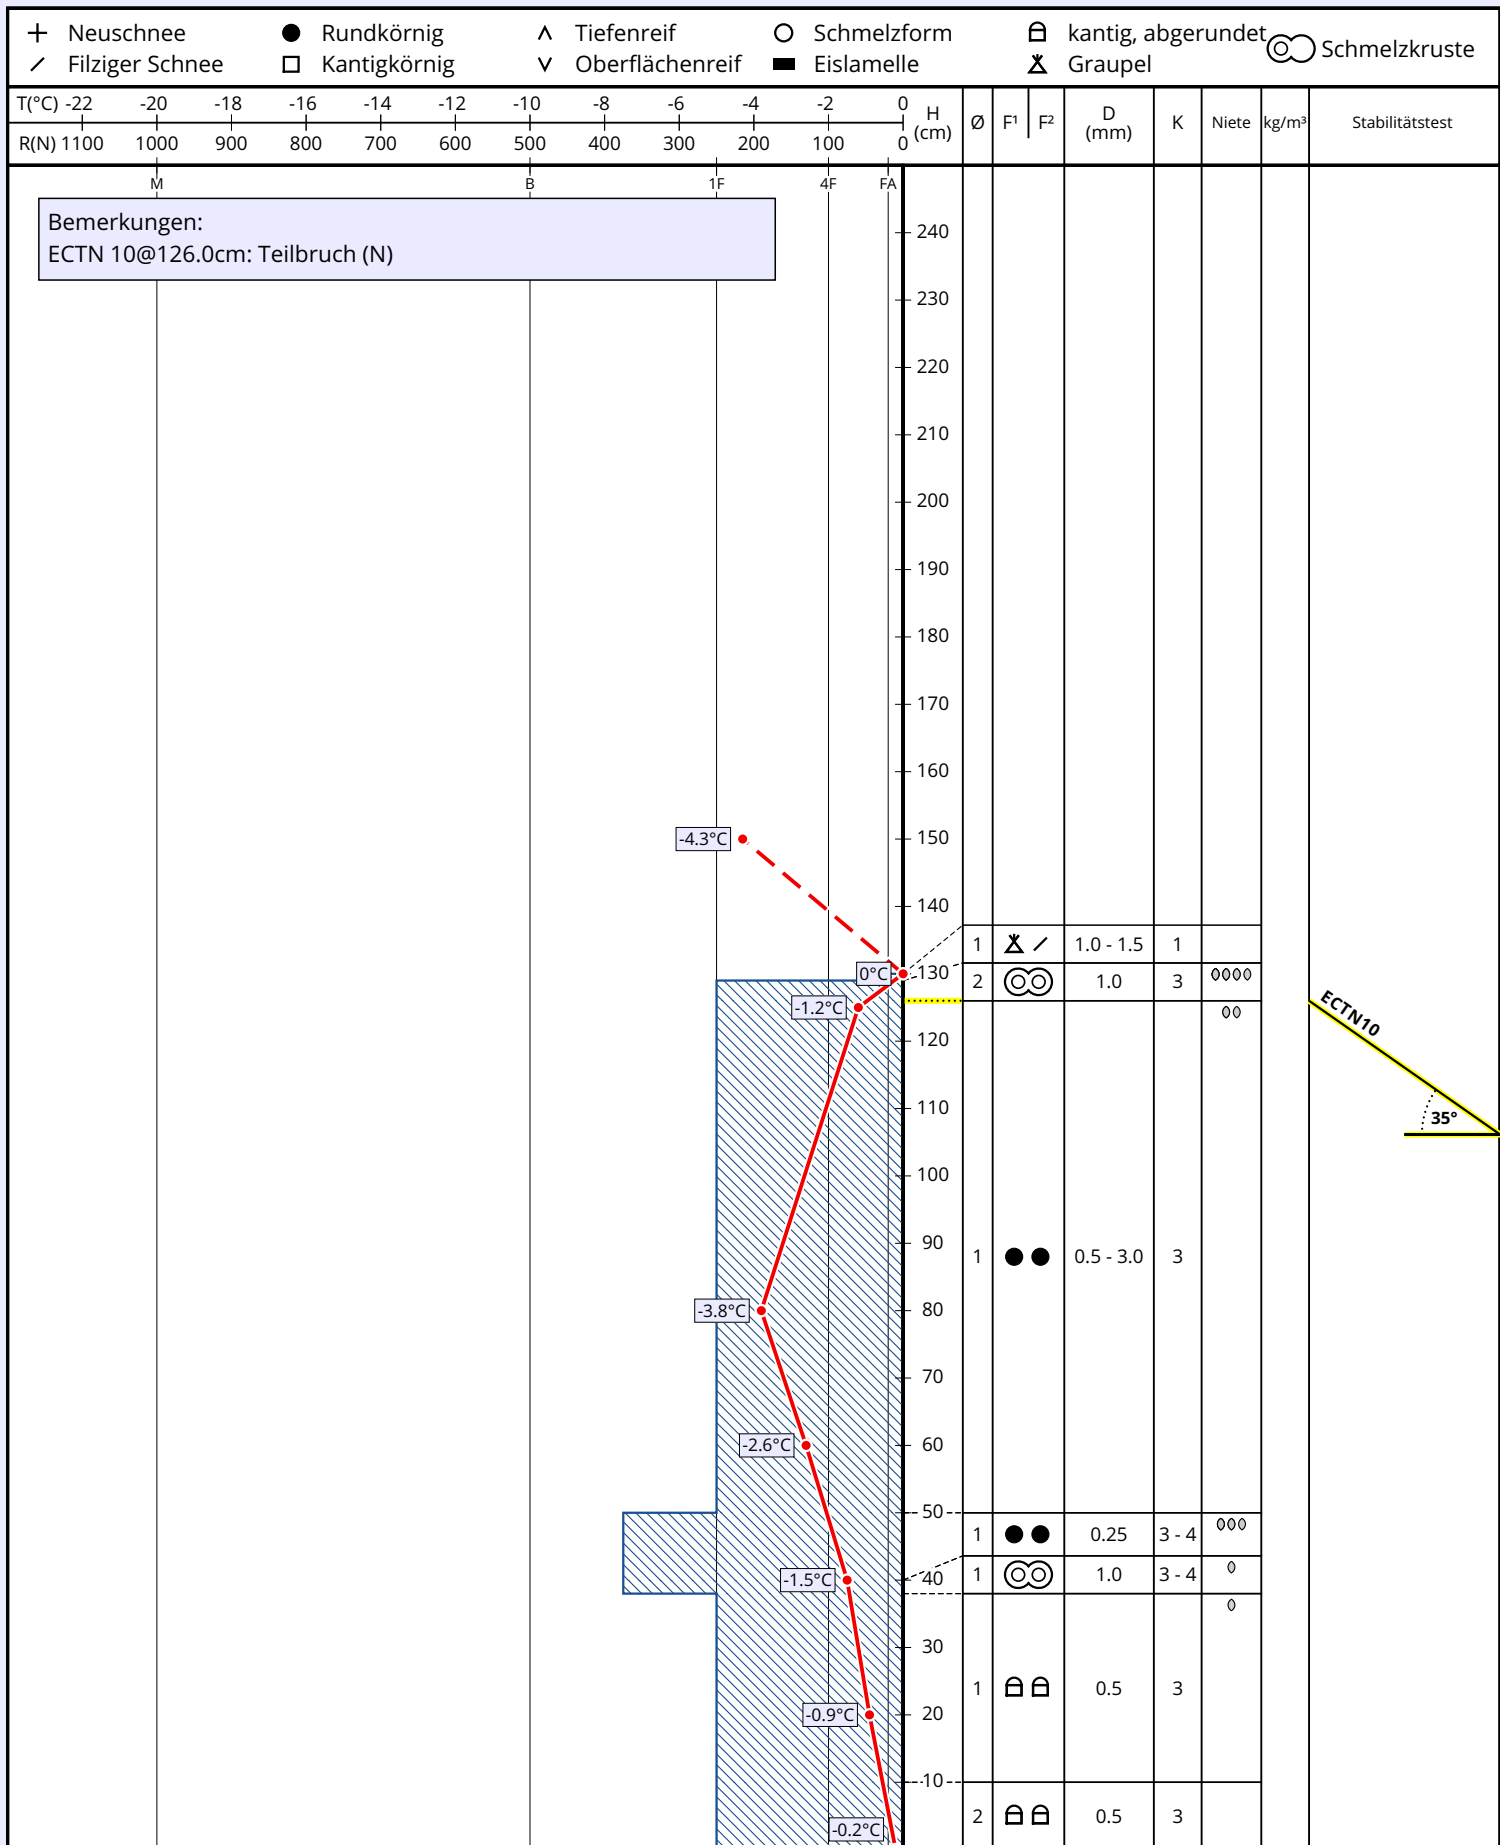 Neuschnee Rundkörnig Tiefenreif Schmelzform kantig, abgerundet Schmelzkruste
Filziger Schnee Kantigkörnig Oberflächenreif Eislamelle Graupel
T(°C) -22 -20 -18 -16 -14 -12 -10 -8 -6 -4 -2 0
R(N) 1100 1000 900 800 700 600 500 400 300 200 100 0
H (cm) Ø F¹ F² D (mm) K Niete kg/m³ Stabilitätstest
M B 1F 4F FA
Bemerkungen:
ECTN 10@126.0cm: Teilbruch (N)
240
230
220
210
200
190
180
170
160
-4.3°C 150
140
1 1.0 - 1.5 1
0°C 130
2 1.0 3
-1.2°C
ECTN10
120
110
35°
100
90
1 0.5 - 3.0 3
-3.8°C 80
70
-2.6°C 60
50
1 0.25 3 - 4
-1.5°C 40 1 1.0 3 - 4
30
1 0.5 3
-0.9°C 20
10
2 0.5 3
-0.2°C